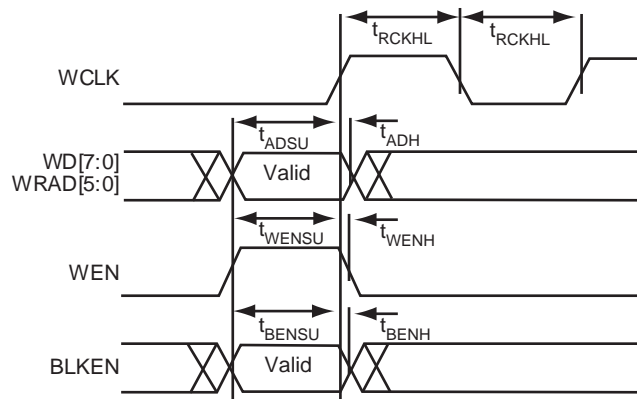 tRCKHL tRCKHL
WCLK
tADSU tADH
WD[7:0]
WRAD[5:0]
Valid
tWENSU tWENH
WEN
tBENSU tBENH
BLKEN
Valid